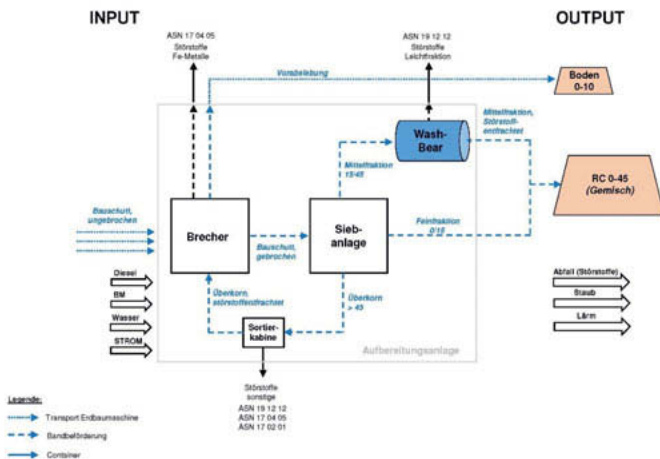 INPUT
OUTPUT
ASN 17 04 05
Störstoffe
Fe-Metalle
ASN 19 12 12
Störstoffe
Leichtfraktion
Vorabsiebung
Boden
0-10
Wash-
Bear
Mittelfraktion,
Störstoff-
entfrachtet
Mittelfraktion
15-45
RC 0-45
(Gemisch)
Bauschutt,
ungebrochen
Brecher
Bauschutt,
gebrochen
Sieb-
anlage
Feinfraktion
0/15
Diesel
BM
Wasser
STROM
Überkorn,
störstoffentfrachtet
Überkorn
> 45
Sortier-
kabine
Aufbereitungsanlage
Abfall (Störstoffe)
Staub
Lärm
Störstoffe
sonstige
ASN 19 12 12
ASN 17 04 05
ASN 17 02 01
Legende:
Transport Erdbaumaschine
Bandbeförderung
Container